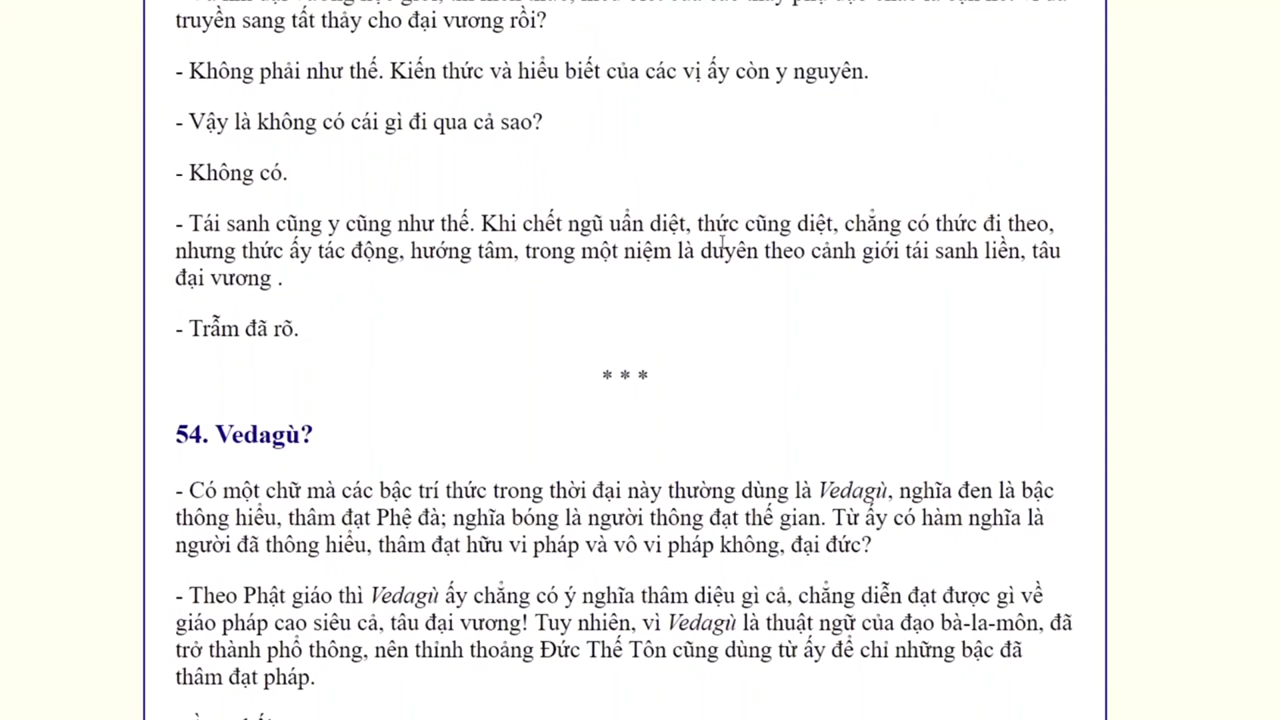 truyền sang tất thảy cho đại vương rồi?
- Không phải như thế. Kiến thức và hiểu biết của các vị ấy còn y nguyên.
- Vậy là không có cái gì đi qua cả sao?
- Không có.
- Tái sanh cũng y cũng như thế. Khi chết ngũ uẩn diệt, thức cũng diệt, chẳng có thức đi theo,
nhưng thức ấy tác động, hướng tâm, trong một niệm là duyên theo cảnh giới tái sanh liền, tâu
đại vương .
- Trẫm đã rõ.
* * *
54. Vedagù?
- Có một chữ mà các bậc trí thức trong thời đại này thường dùng là Vedagù, nghĩa đen là bậc
thông hiểu, thâm đạt Phệ đà; nghĩa bóng là người thông đạt thế gian. Từ ấy có hàm nghĩa là
người đã thông hiểu, thâm đạt hữu vi pháp và vô vi pháp không, đại đức?
- Theo Phật giáo thì Vedagù ấy chẳng có ý nghĩa thâm diệu gì cả, chẳng diễn đạt được gì về
giáo pháp cao siêu cả, tâu đại vương! Tuy nhiên, vì Vedagù là thuật ngữ của đạo bà-la-môn, đã
trở thành phổ thông, nên thỉnh thoảng Đức Thế Tôn cũng dùng từ ấy để chỉ những bậc đã
thâm đạt pháp.